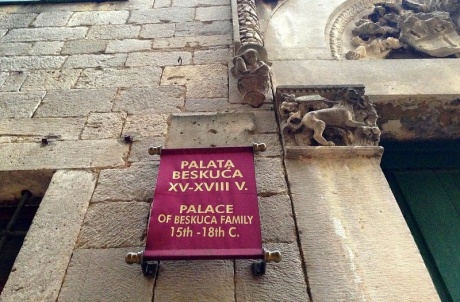 PALATA
BESKUĆA
XV-XVIII V.
PALACE
OF BESKUCA FAMILY
15th -18th C.